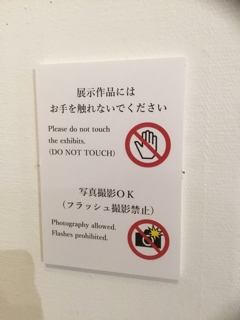 展示作品には
お手を触れないでください
Please do not touch
the exhibits.
(DO NOT TOUCH)
写真撮影ＯＫ
（フラッシュ撮影禁止）
Photography allowed.
Flashes prohibited.